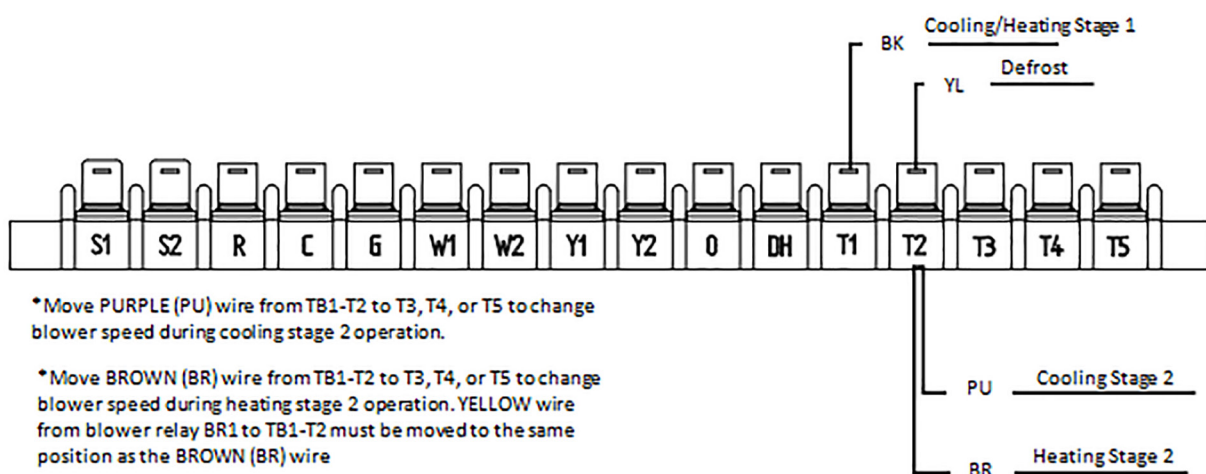 Cooling/Heating Stage 1
BK
Defrost
YL
S1 S2 R C G W1 W2 Y1 Y2 O DH T1 T2 T3 T4 T5
*Move PURPLE (PU) wire from TB1-T2 to T3, T4, or T5 to change
blower speed during cooling stage 2 operation.
*Move BROWN (BR) wire from TB1-T2 to T3, T4, or T5 to change
blower speed during heating stage 2 operation. YELLOW wire
from blower relay BR1 to TB1-T2 must be moved to the same
position as the BROWN (BR) wire
PU Cooling Stage 2
BR Heating Stage 2